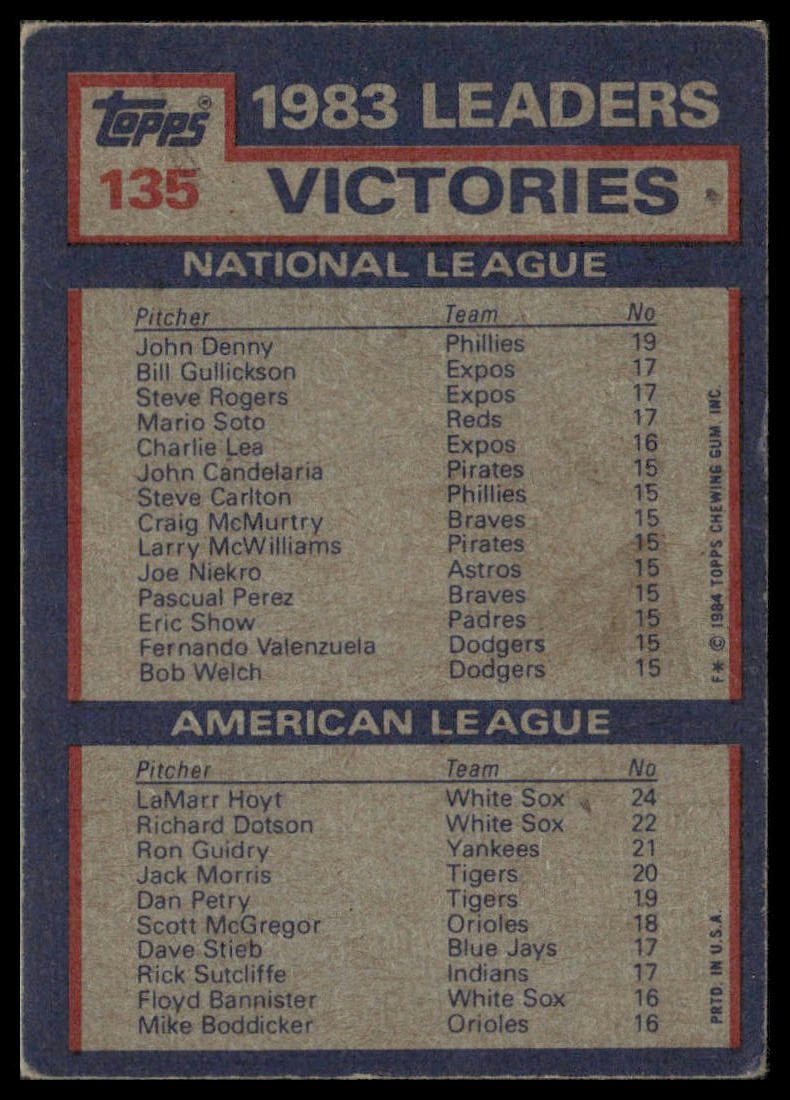 topps®
135
1983 LEADERS
VICTORIES
NATIONAL LEAGUE
Pitcher Team No
John Denny Phillies 19
Bill Gullickson Expos 17
Steve Rogers Expos 17
Mario Soto Reds 17
Charlie Lea Expos 16
John Candelaria Pirates 15
Steve Carlton Phillies 15
Craig McMurtry Braves 15
Larry McWilliams Pirates 15
Joe Niekro Astros 15
Pascual Perez Braves 15
Eric Show Padres 15
Fernando Valenzuela Dodgers 15
Bob Welch Dodgers 15
F* © 1984 TOPPS CHEWING GUM, INC.
AMERICAN LEAGUE
Pitcher Team No
LaMarr Hoyt White Sox 24
Richard Dotson White Sox 22
Ron Guidry Yankees 21
Jack Morris Tigers 20
Dan Petry Tigers 19
Scott McGregor Orioles 18
Dave Stieb Blue Jays 17
Rick Sutcliffe Indians 17
Floyd Bannister White Sox 16
Mike Boddicker Orioles 16
PRTD. IN U.S.A.